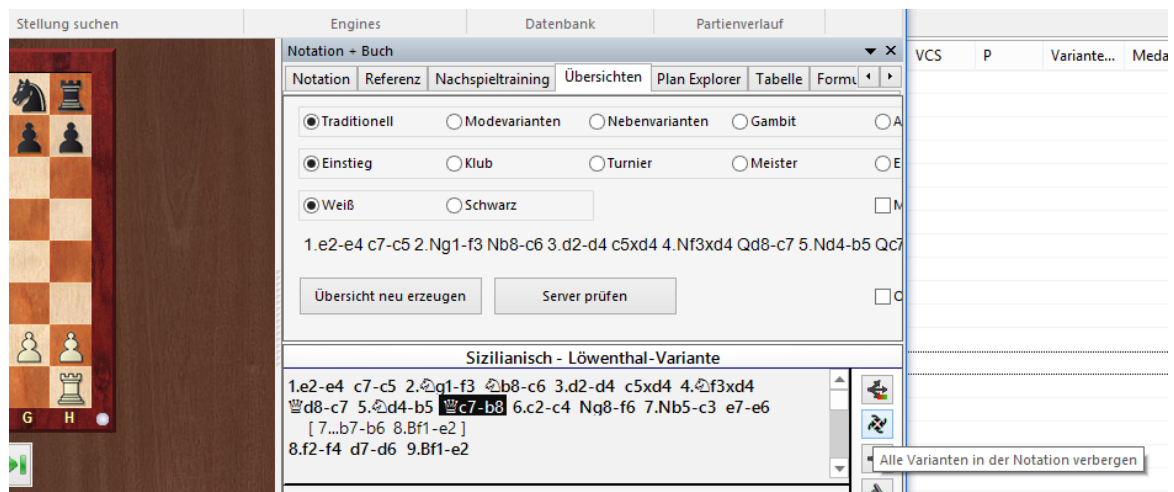 Stellung suchen
Engines
Datenbank
Partienverlauf
Notation + Buch
VCS P Variante... Meda
Notation Referenz Nachspieltraining Übersichten Plan Explorer Tabelle Formu
Traditionell Modevarianten Nebenvarianten Gambit A
Einstieg Klub Turnier Meister E
Weiß Schwarz M
1.e2-e4 c7-c5 2.Ng1-f3 Nb8-c6 3.d2-d4 c5xd4 4.Nf3xd4 Qd8-c7 5.Nd4-b5 Qc7
Übersicht neu erzeugen Server prüfen O
Sizilianisch - Löwenthal-Variante
1.e2-e4 c7-c5 2.♘g1-f3 ♘b8-c6 3.d2-d4 c5xd4 4.♘f3xd4
♕d8-c7 5.♘d4-b5 ♕c7-b8 6.c2-c4 Ng8-f6 7.Nb5-c3 e7-e6
[ 7...b7-b6 8.Bf1-e2 ]
8.f2-f4 d7-d6 9.Bf1-e2
G H
Alle Varianten in der Notation verbergen